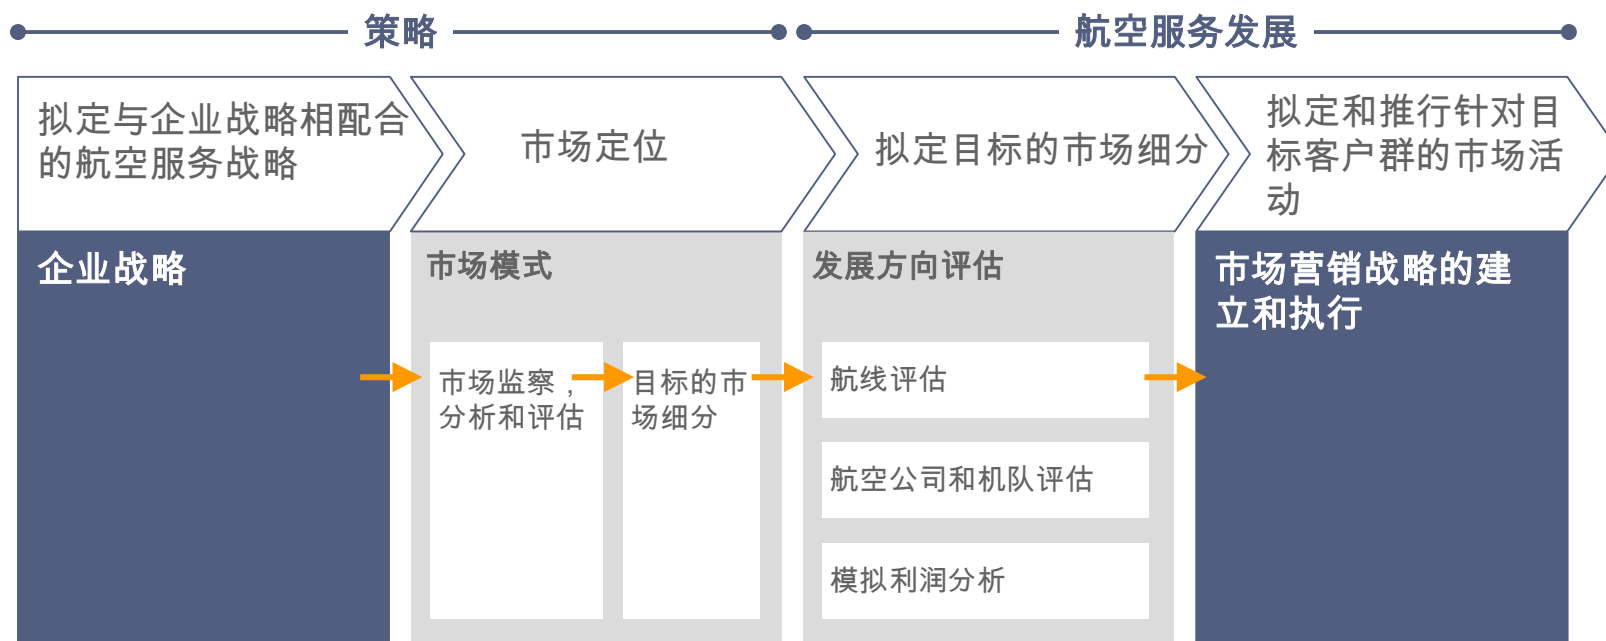 策略
航空服务发展
拟定与企业战略相配合
的航空服务战略
市场定位
拟定目标的市场细分
拟定和推行针对目
标客户群的市场活
动
企业战略
市场模式
市场监察，
分析和评估
目标的市
场细分
发展方向评估
航线评估
航空公司和机队评估
模拟利润分析
市场营销战略的建
立和执行